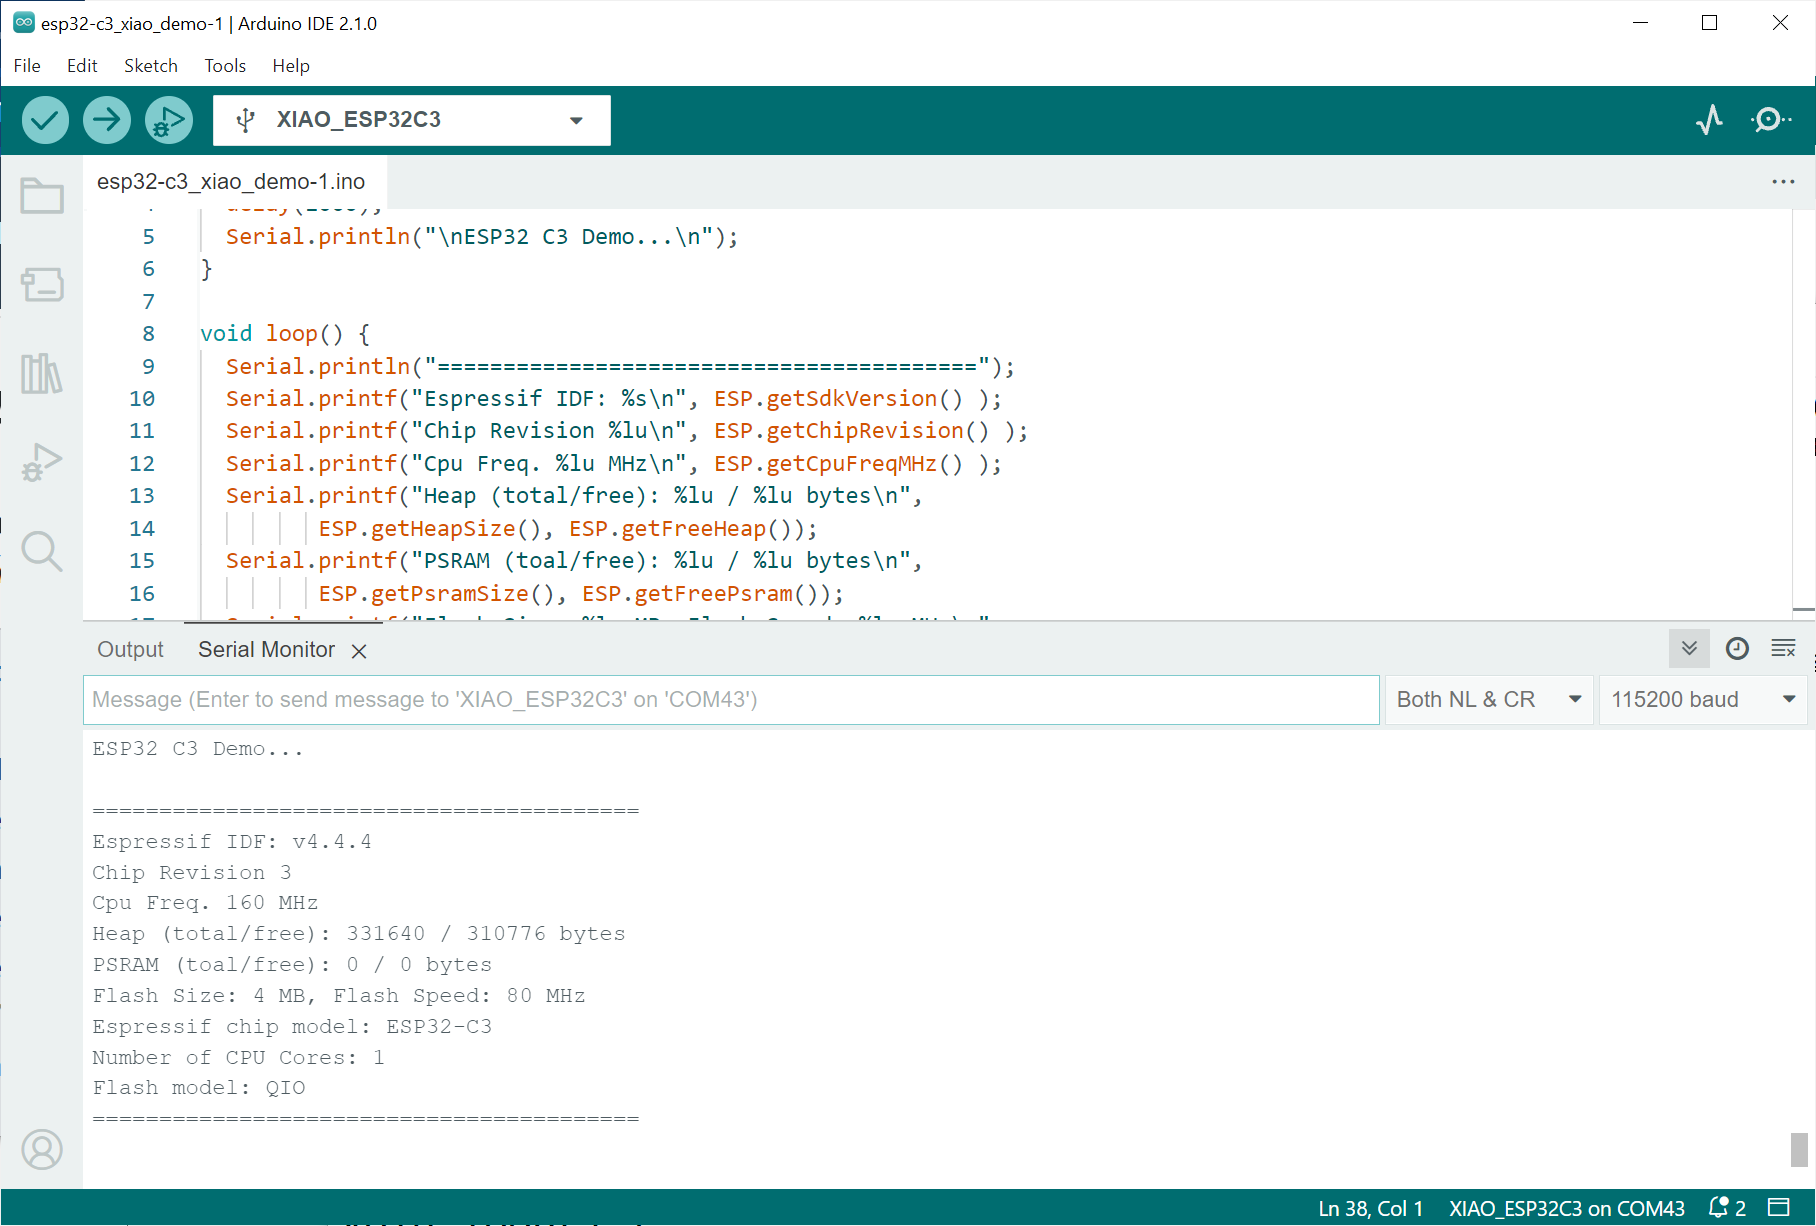 esp32-c3_xiao_demo-1 | Arduino IDE 2.1.0
File Edit Sketch Tools Help
XIAO_ESP32C3
esp32-c3_xiao_demo-1.ino
5 Serial.println("\nESP32 C3 Demo...\n");
6 }
7
8 void loop() {
9 Serial.println("=========================================");
10 Serial.printf("Espressif IDF: %s\n", ESP.getSdkVersion() );
11 Serial.printf("Chip Revision %lu\n", ESP.getChipRevision() );
12 Serial.printf("Cpu Freq. %lu MHz\n", ESP.getCpuFreqMHz() );
13 Serial.printf("Heap (total/free): %lu / %lu bytes\n",
14 ESP.getHeapSize(), ESP.getFreeHeap());
15 Serial.printf("PSRAM (toal/free): %lu / %lu bytes\n",
16 ESP.getPsramSize(), ESP.getFreePsram());
Output Serial Monitor
Message (Enter to send message to 'XIAO_ESP32C3' on 'COM43') Both NL & CR 115200 baud
ESP32 C3 Demo...
=========================================
Espressif IDF: v4.4.4
Chip Revision 3
Cpu Freq. 160 MHz
Heap (total/free): 331640 / 310776 bytes
PSRAM (toal/free): 0 / 0 bytes
Flash Size: 4 MB, Flash Speed: 80 MHz
Espressif chip model: ESP32-C3
Number of CPU Cores: 1
Flash model: QIO
=========================================
Ln 38, Col 1 XIAO_ESP32C3 on COM43 2